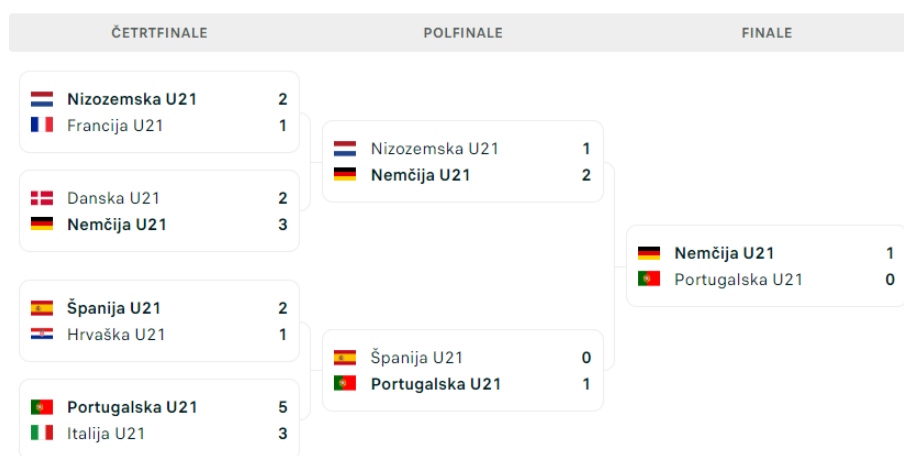 ČETRTFINALE
POLFINALE
FINALE
Nizozemska U21 2
Francija U21 1
Danska U21 2
Nemčija U21 3
Španija U21 2
Hrvaška U21 1
Portugalska U21 5
Italija U21 3
Nizozemska U21 1
Nemčija U21 2
Španija U21 0
Portugalska U21 1
Nemčija U21 1
Portugalska U21 0